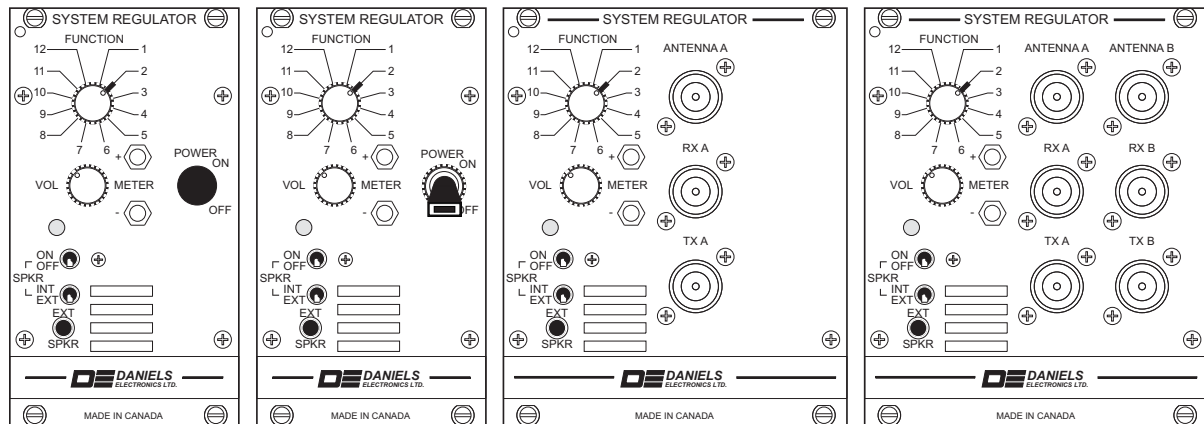 SYSTEM REGULATOR
FUNCTION
12 1
11 2
10 3
9 4
8 5
7 6
POWER
ON
OFF
+
VOL METER
-
ON
OFF
SPKR
INT
EXT
EXT
SPKR
DE DANIELS
ELECTRONICS LTD.
MADE IN CANADA
SYSTEM REGULATOR
FUNCTION
12 1
11 2
10 3
9 4
8 5
7 6
POWER
ON
OFF
+
VOL METER
-
ON
OFF
SPKR
INT
EXT
EXT
SPKR
DE DANIELS
ELECTRONICS LTD.
MADE IN CANADA
SYSTEM REGULATOR
FUNCTION
12 1
11 2
10 3
9 4
8 5
7 6
+
VOL METER
-
ON
OFF
SPKR
INT
EXT
EXT
SPKR
ANTENNA A
RX A
TX A
DE DANIELS
ELECTRONICS LTD.
MADE IN CANADA
SYSTEM REGULATOR
FUNCTION
12 1
11 2
10 3
9 4
8 5
7 6
+
VOL METER
-
ON
OFF
SPKR
INT
EXT
EXT
SPKR
ANTENNA A ANTENNA B
RX A RX B
TX A TX B
DE DANIELS
ELECTRONICS LTD.
MADE IN CANADA